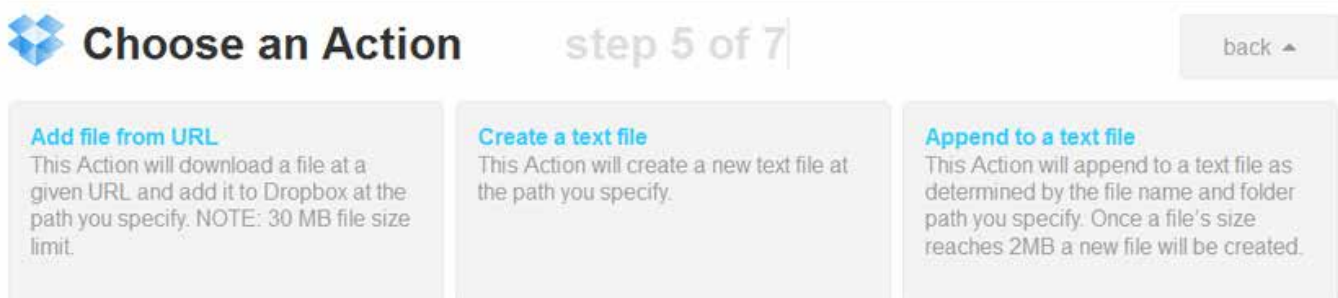 Choose an Action step 5 of 7
back
Add file from URL
This Action will download a file at a
given URL and add it to Dropbox at the
path you specify. NOTE: 30 MB file size
limit.
Create a text file
This Action will create a new text file at
the path you specify.
Append to a text file
This Action will append to a text file as
determined by the file name and folder
path you specify. Once a file's size
reaches 2MB a new file will be created.